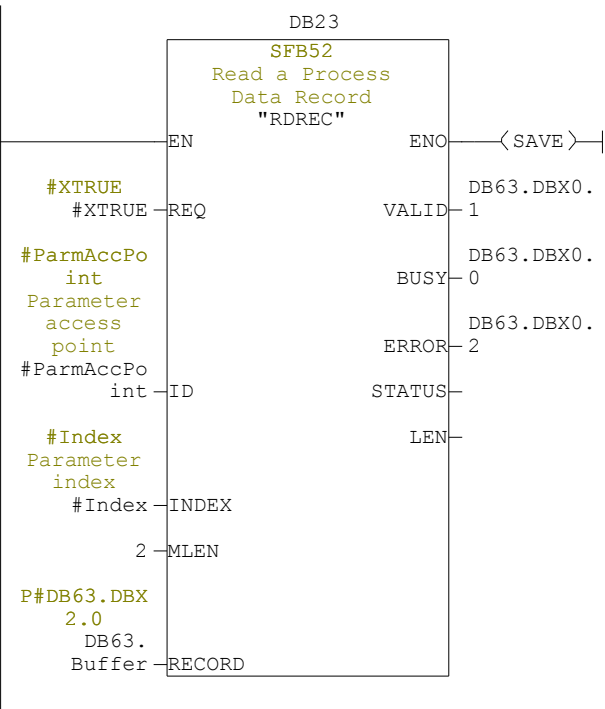 DB23
SFB52
Read a Process
Data Record
"RDREC"
EN
ENO
SAVE
#XTRUE
#XTRUE
REQ
DB63.DBX0.
VALID
1
#ParmAccPo
int
Parameter
access
point
#ParmAccPo
int
ID
DB63.DBX0.
BUSY
0
DB63.DBX0.
ERROR
2
STATUS
LEN
#Index
Parameter
index
#Index
INDEX
2
MLEN
P#DB63.DBX
2.0
DB63.
Buffer
RECORD